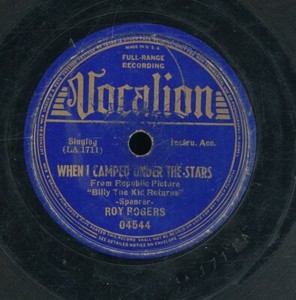 MADE IN U.S.A.
FULL-RANGE
RECORDING
Vocalion
Singing Instru. Acc.
(LA 1711)
WHEN I CAMPED UNDER THE STARS
From Republic Picture
"Billy The Kid Returns"
-Spencer-
ROY ROGERS
04544